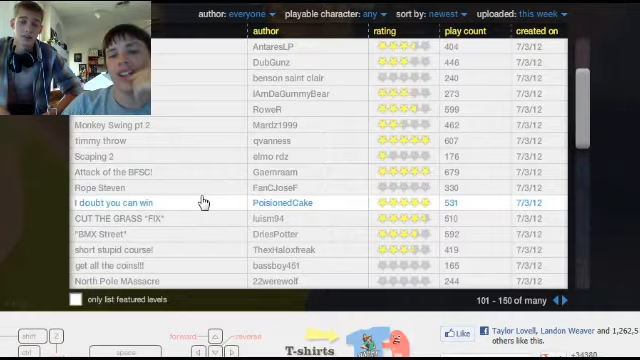 author: everyone playable character: any sort by: newest uploaded: this week
author rating play count created on
AntaresLP 404 7/3/12
DubGunz 446 7/3/12
benson saint clair 240 7/3/12
IAmDaGummyBear 273 7/3/12
RoweR 599 7/3/12
Monkey Swing pt 2 Mardz1999 462 7/3/12
timmy throw qvanness 607 7/3/12
Scaping 2 elmo rdz 176 7/3/12
Attack of the BFSC! Gaemraam 679 7/3/12
Rope Steven FanCJoseF 330 7/3/12
I doubt you can win PoisionedCake 531 7/3/12
CUT THE GRASS *FIX* luism94 510 7/3/12
"BMX Street" DriesPotter 592 7/3/12
short stupid course! ThexHaloxfreak 419 7/3/12
get all the coins!!! bassboy451 165 7/3/12
North Pole MAssacre 22werewolf 244 7/3/12
only list featured levels 101 - 150 of many
shift Z forward reverse
Like Taylor Lovell, Landon Weaver and 1,262,5
others like this.
ctrl space T-shirts +34380